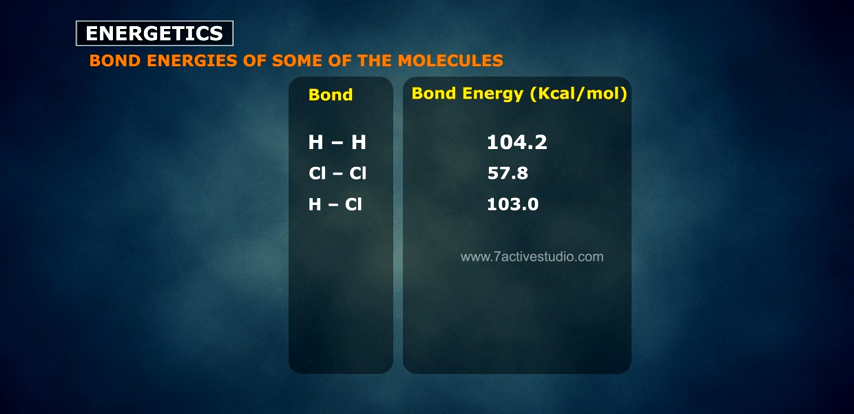 ENERGETICS
BOND ENERGIES OF SOME OF THE MOLECULES
Bond Bond Energy (Kcal/mol)
H – H 104.2
Cl – Cl 57.8
H – Cl 103.0
www.7activestudio.com